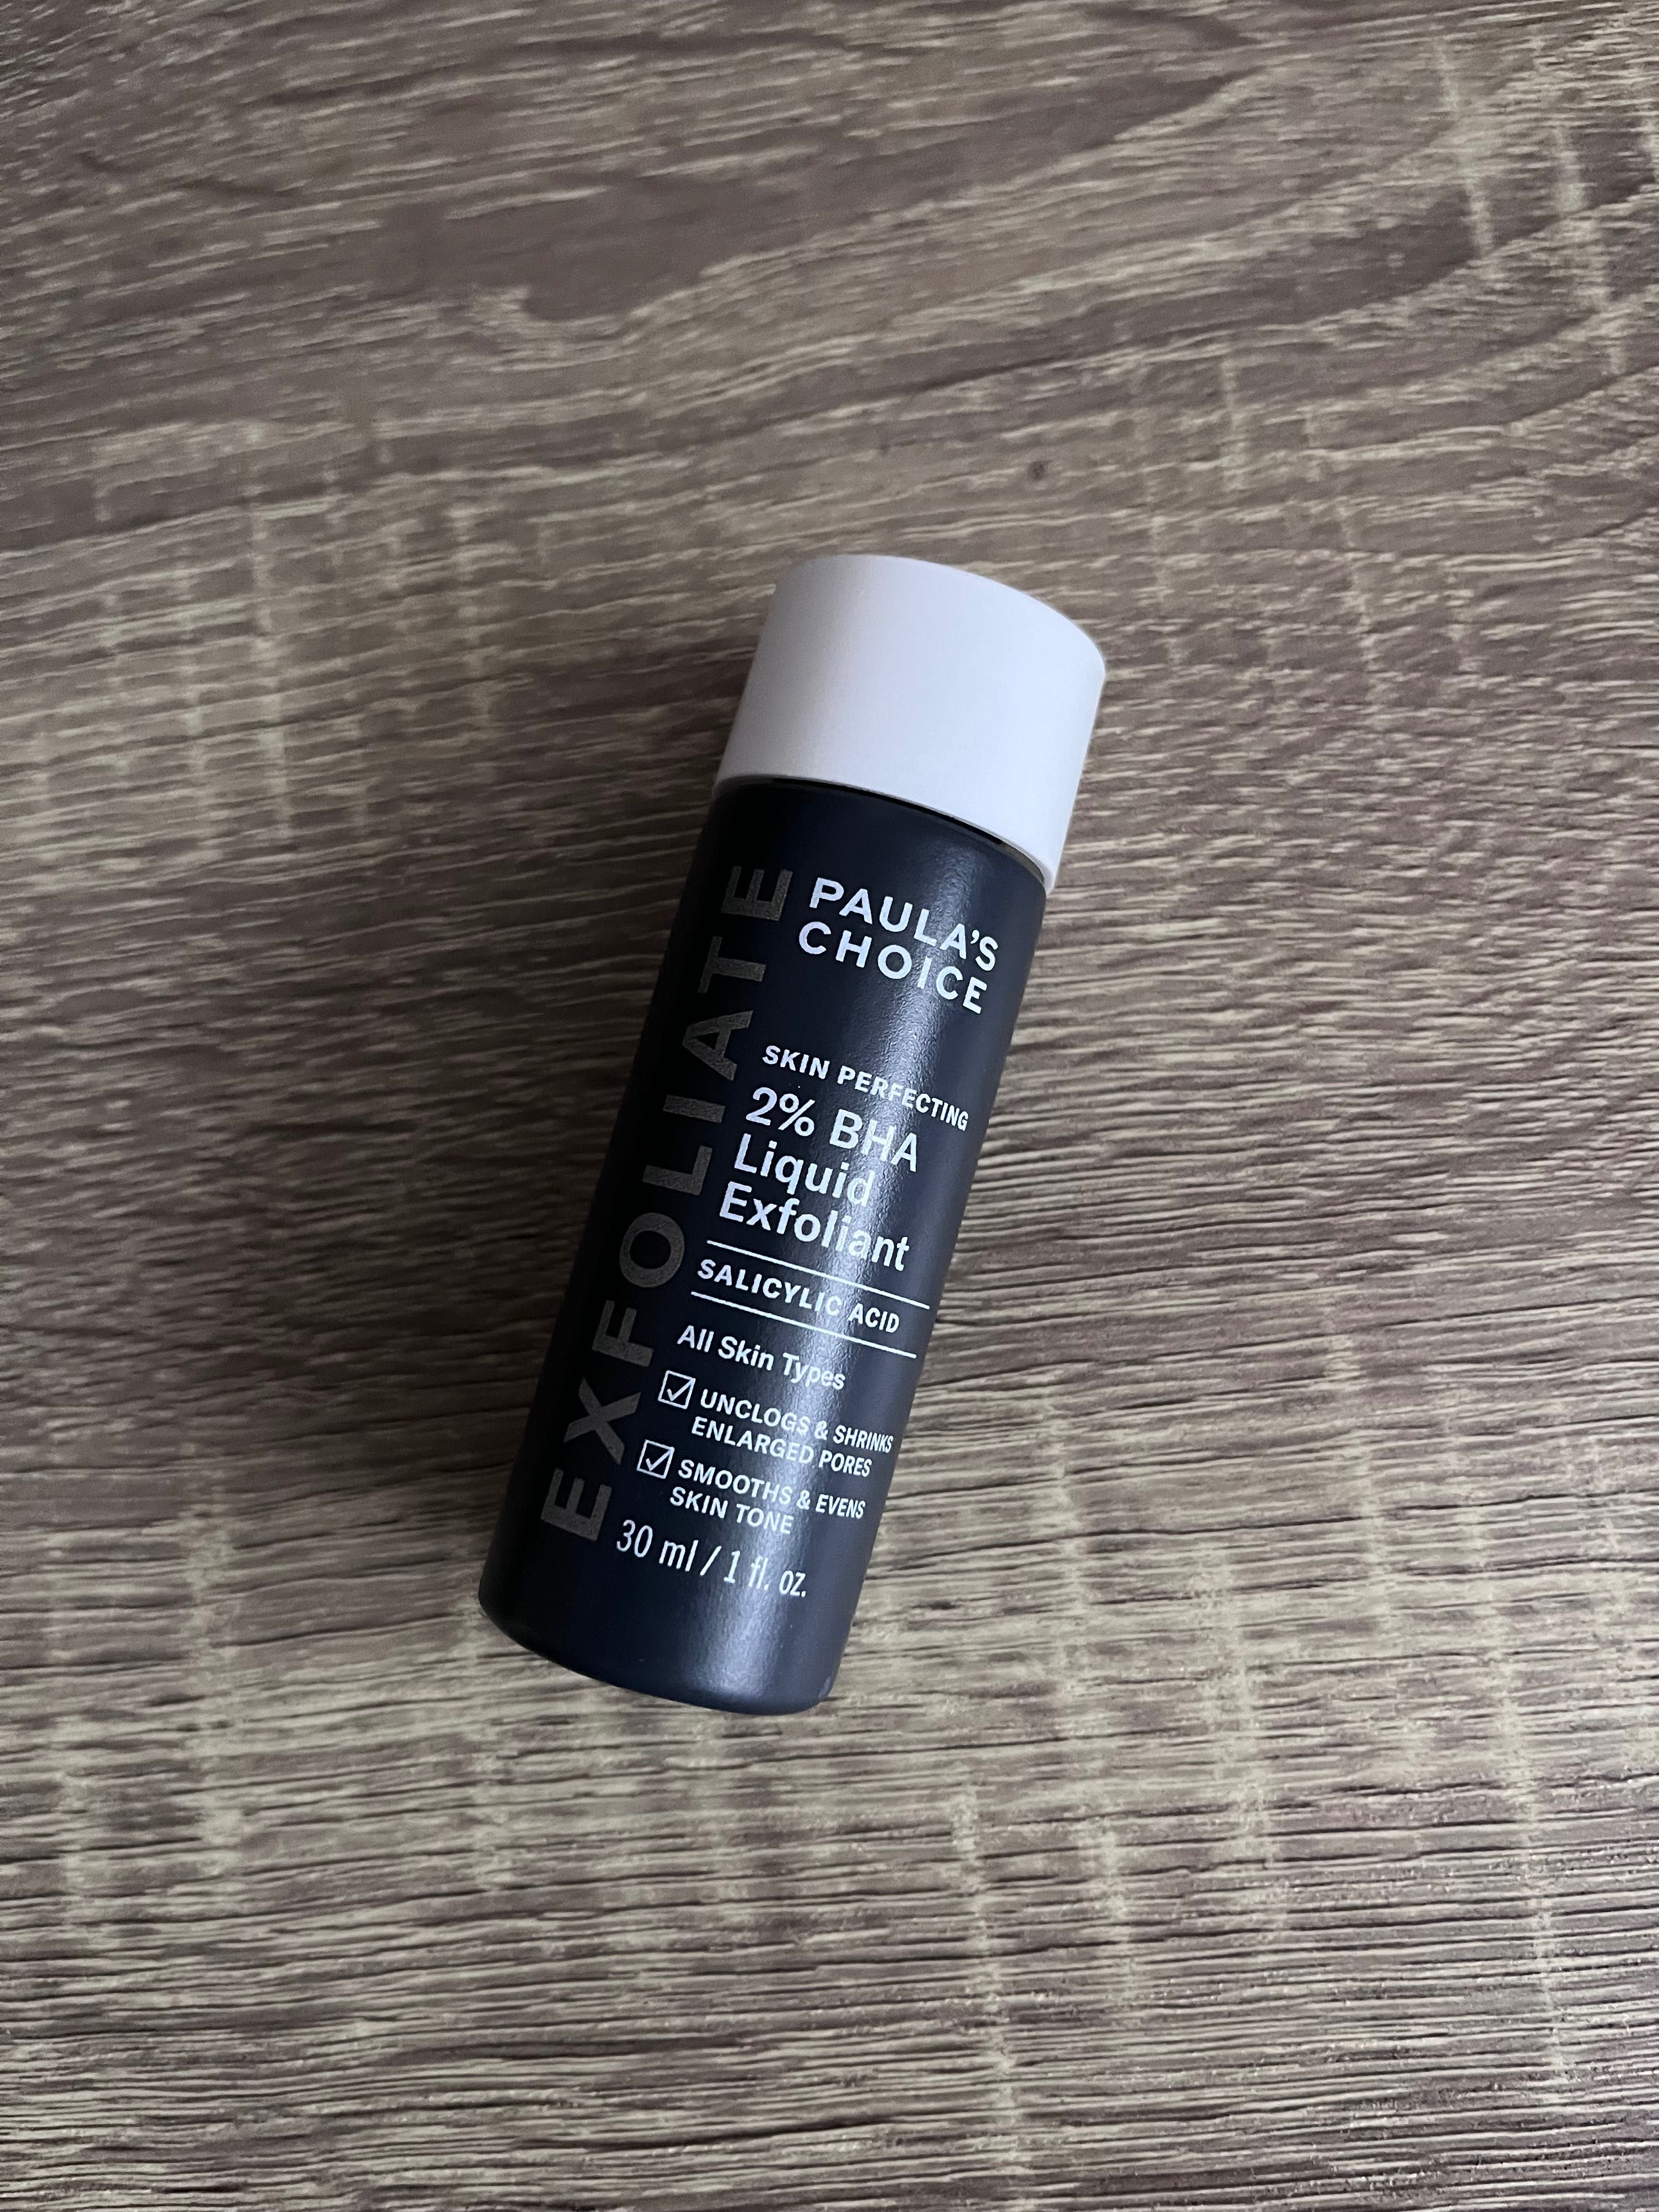 EXFOLIATE
PAULA'S
CHOICE
SKIN PERFECTING
2% BHA
Liquid
Exfoliant
SALICYLIC ACID
All Skin Types
UNCLOGS & SHRINKS
ENLARGED PORES
SMOOTHS & EVENS
SKIN TONE
30 ml / 1 fl. oz.